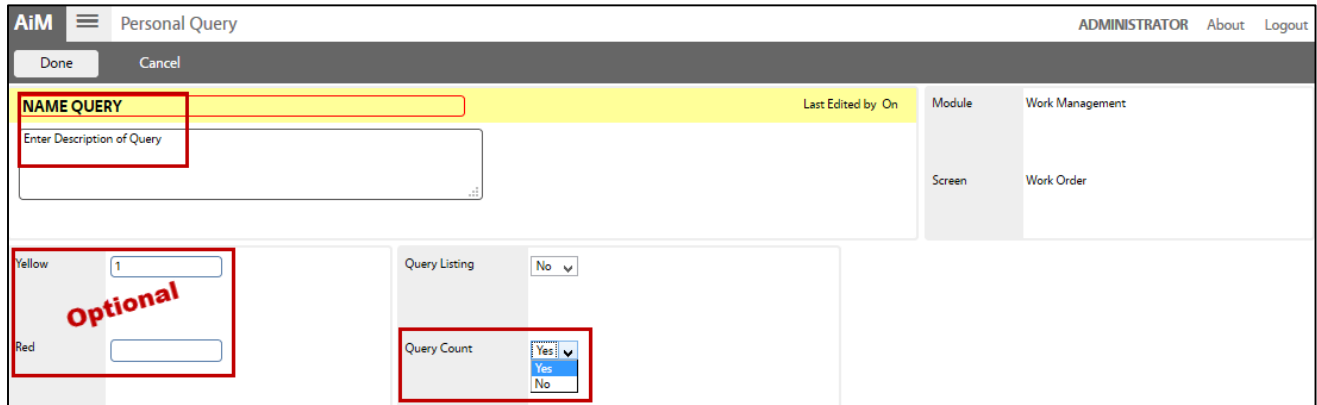 AiM Personal Query ADMINISTRATOR About Logout
Done Cancel
NAME QUERY Last Edited by On
Enter Description of Query
Module Work Management
Screen Work Order
Yellow 1
Optional
Red
Query Listing No
Query Count Yes
Yes
No